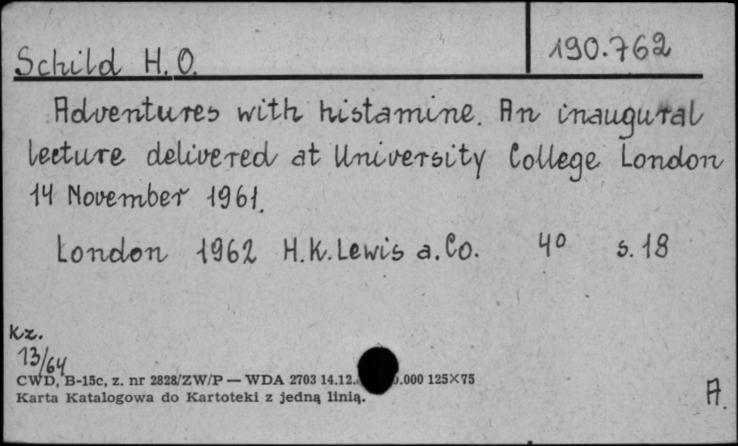 Schild H.O.
190.762
Adventures with histamine. An inaugural
lecture delivered at University College London
14 November 1961.
London 1962 H.K. Lewis a. Co. 4° s. 18
kz.
13/64
CWD, B-15c, z. nr 2828/ZW/P — WDA 2703 14.12. .000 125×75
Karta Katalogowa do Kartoteki z jedną linią.
A.